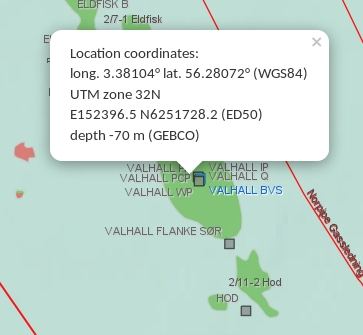 ELDFISK B
2/7-1 Eldfisk
×
Location coordinates:
long. 3.38104° lat. 56.28072° (WGS84)
UTM zone 32N
E152396.5 N6251728.2 (ED50)
depth -70 m (GEBCO)
VALHALL IP
VALHALL PCP
VALHALL Q
VALHALL WP
VALHALL BVS
Norpipe Gassledning
VALHALL FLANKE SØR
2/11-2 Hod
HOD